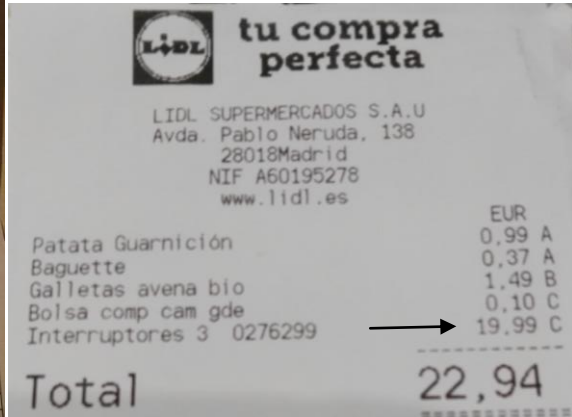 LIDL
tu compra
perfecta
LIDL SUPERMERCADOS S.A.U
Avda. Pablo Neruda, 138
28018Madrid
NIF A60195278
www.lidl.es
EUR
Patata Guarnición 0,99 A
Baguette 0,37 A
Galletas avena bio 1,49 B
Bolsa comp cam gde 0,10 C
Interruptores 3 0276299 19,99 C
Total 22,94